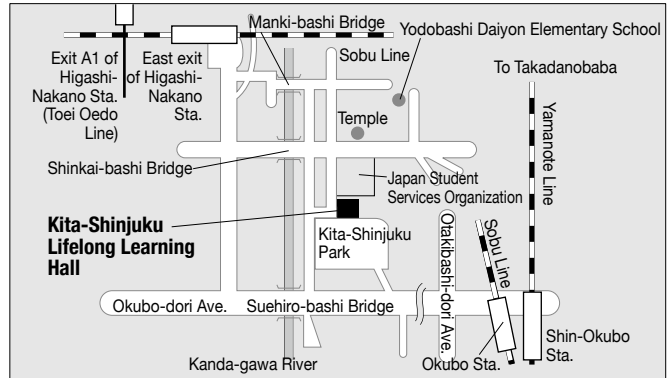 Manki-bashi Bridge
Yodobashi Daiyon Elementary School
Exit A1 of
Higashi-
Nakano Sta.
(Toei Oedo
Line)
East exit
of Higashi-
Nakano
Sta.
Sobu Line
To Takadanobaba
Temple
Yamanote Line
Shinkai-bashi Bridge
Japan Student
Services Organization
Kita-Shinjuku
Lifelong Learning
Hall
Kita-Shinjuku
Park
Otakibashi-dori Ave.
Sobu Line
Okubo-dori Ave.
Suehiro-bashi Bridge
Shin-Okubo
Sta.
Kanda-gawa River
Okubo Sta.